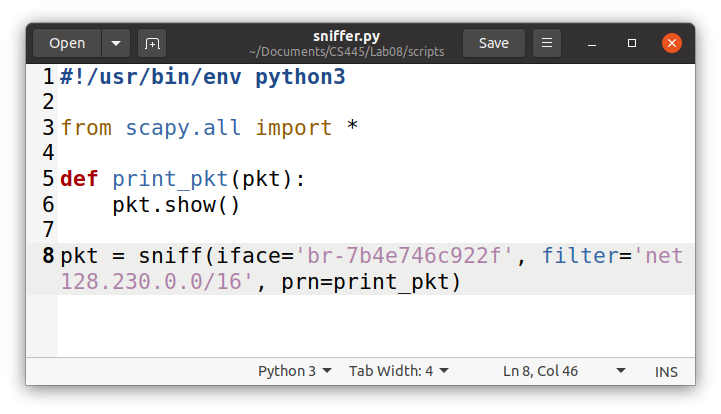 Open
sniffer.py
~/Documents/CS445/Lab08/scripts
Save
1 #!/usr/bin/env python3
2
3 from scapy.all import *
4
5 def print_pkt(pkt):
6     pkt.show()
7
8 pkt = sniff(iface='br-7b4e746c922f', filter='net
128.230.0.0/16', prn=print_pkt)
Python 3 Tab Width: 4 Ln 8, Col 46 INS